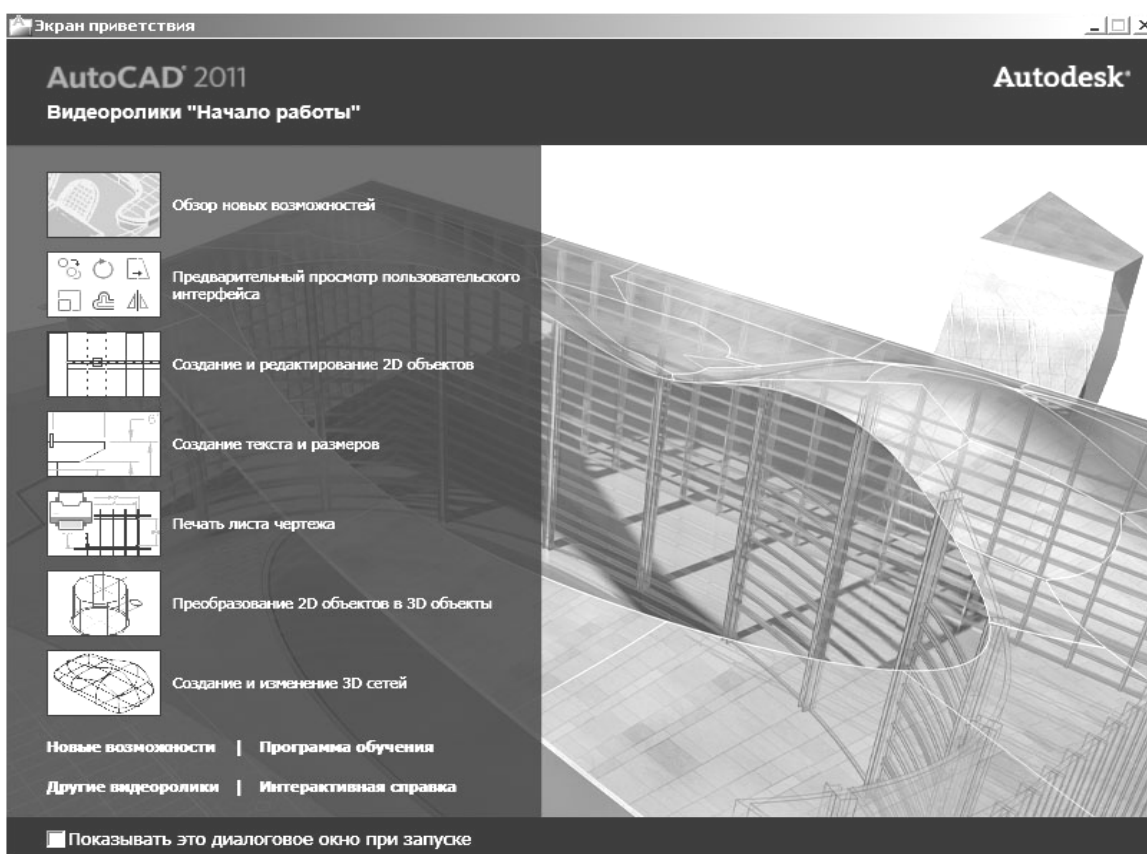 Экран приветствия
AutoCAD® 2011
Autodesk®
Видеоролики "Начало работы"
Обзор новых возможностей
Предварительный просмотр пользовательского
интерфейса
Создание и редактирование 2D объектов
Создание текста и размеров
Печать листа чертежа
Преобразование 2D объектов в 3D объекты
Создание и изменение 3D сетей
Новые возможности | Программа обучения
Другие видеоролики | Интерактивная справка
Показывать это диалоговое окно при запуске